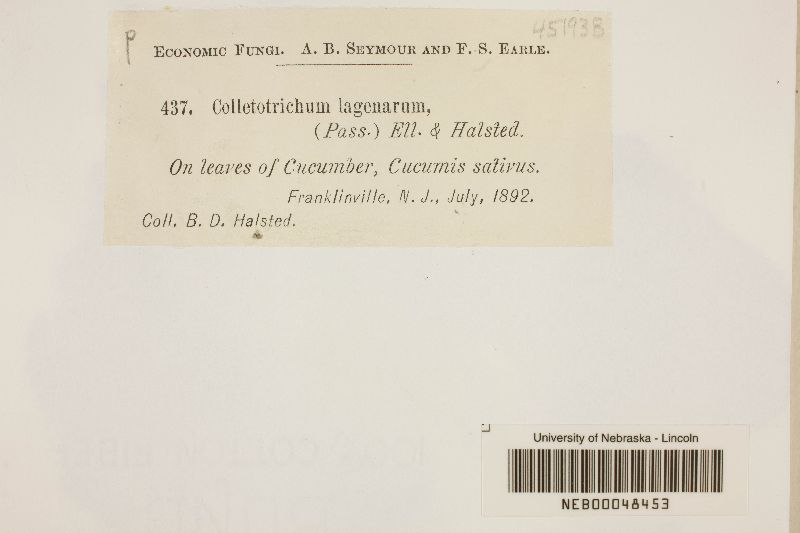 P
451938
ECONOMIC FUNGI. A. B. SEYMOUR AND F. S. EARLE.
437. Colletotrichum lagenarum,
(Pass.) Ell. & Halsted.
On leaves of Cucumber, Cucumis sativus.
Franklinville, N. J., July, 1892.
Coll. B. D. Halsted.
University of Nebraska - Lincoln
NEB00048453